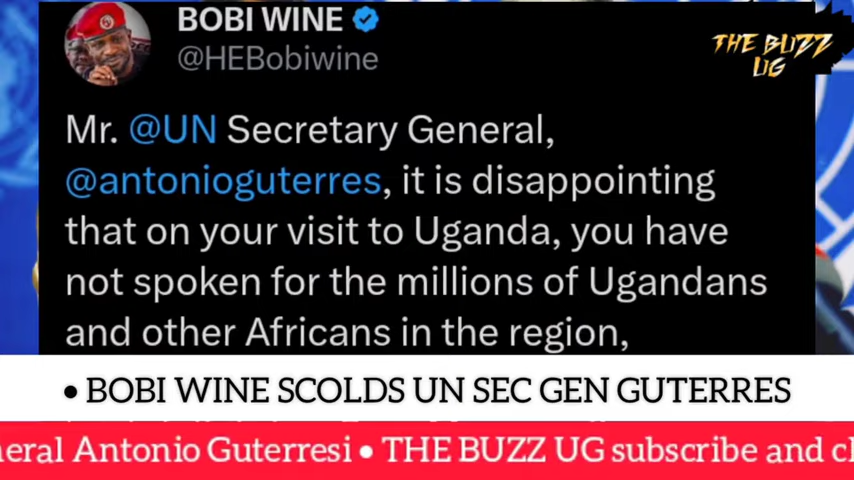 BOBI WINE
@HEBobiwine
THE BUZZ
UG
Mr. @UN Secretary General,
@antonioguterres, it is disappointing
that on your visit to Uganda, you have
not spoken for the millions of Ugandans
and other Africans in the region,
• BOBI WINE SCOLDS UN SEC GEN GUTERRES
eral Antonio Guterresi • THE BUZZ UG subscribe and